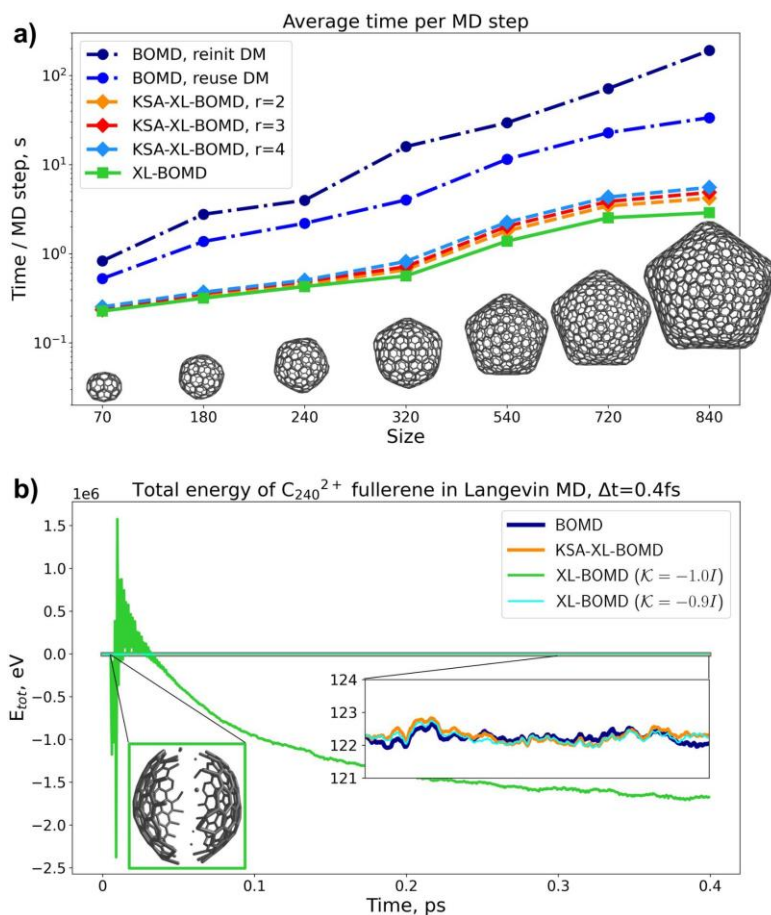 a)
Average time per MD step
BOMD, reinit DM
BOMD, reuse DM
KSA-XL-BOMD, r=2
KSA-XL-BOMD, r=3
KSA-XL-BOMD, r=4
XL-BOMD
Time / MD step, s
10²
10¹
10⁰
10⁻¹
70 180 240 320 540 720 840
Size
b)
Total energy of C₂₄₀²⁺ fullerene in Langevin MD, Δt=0.4fs
1e6
BOMD
KSA-XL-BOMD
XL-BOMD (𝒦 = −1.0I)
XL-BOMD (𝒦 = −0.9I)
E_tot, eV
1.5
1.0
0.5
0.0
-0.5
-1.0
-1.5
-2.0
-2.5
124
123
122
121
0 0.1 0.2 0.3 0.4
Time, ps